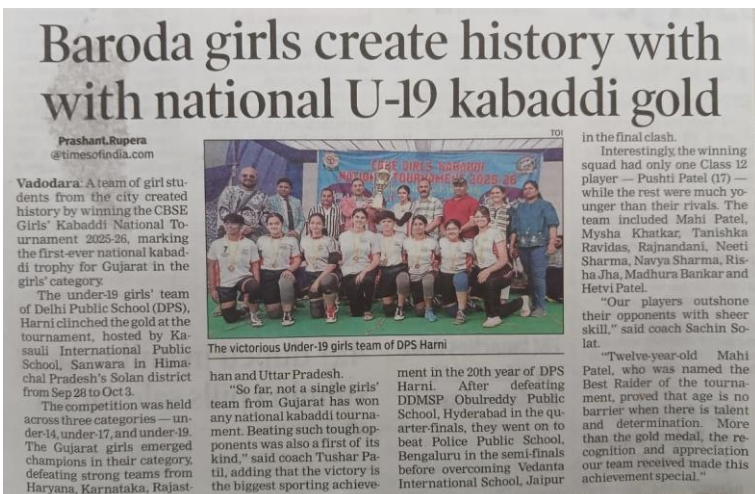 Baroda girls create history with
with national U-19 kabaddi gold
Prashant.Rupera
@timesofindia.com
Vadodara: A team of girl stu-
dents from the city created
history by winning the CBSE
Girls' Kabaddi National To-
urnament 2025-26, marking
the first-ever national kabad-
di trophy for Gujarat in the
girls' category.
The under-19 girls' team
of Delhi Public School (DPS),
Harni clinched the gold at the
tournament, hosted by Ka-
sauli International Public
School, Sanwara in Hima-
chal Pradesh's Solan district
from Sep 28 to Oct 3.
The competition was held
across three categories — un-
der-14, under-17, and under-19.
The Gujarat girls emerged
champions in their category,
defeating strong teams from
Haryana, Karnataka, Rajast-
TOI
CBSE GIRLS KABADDI
NATIONAL TOURNAMENT 2025-26
The victorious Under-19 girls team of DPS Harni
han and Uttar Pradesh.
"So far, not a single girls'
team from Gujarat has won
any national kabaddi tourna-
ment. Beating such tough op-
ponents was also a first of its
kind," said coach Tushar Pa-
til, adding that the victory is
the biggest sporting achieve-
ment in the 20th year of DPS
Harni. After defeating
DDMSP Obulreddy Public
School, Hyderabad in the qu-
arter-finals, they went on to
beat Police Public School,
Bengaluru in the semi-finals
before overcoming Vedanta
International School, Jaipur
in the final clash.
Interestingly, the winning
squad had only one Class 12
player — Pushti Patel (17) —
while the rest were much yo-
unger than their rivals. The
team included Mahi Patel,
Mysha Khatkar, Tanishka
Ravidas, Rajnandani, Neeti
Sharma, Navya Sharma, Ris-
ha Jha, Madhura Bankar and
Hetvi Patel.
"Our players outshone
their opponents with sheer
skill," said coach Sachin So-
lat.
"Twelve-year-old Mahi
Patel, who was named the
Best Raider of the tourna-
ment, proved that age is no
barrier when there is talent
and determination. More
than the gold medal, the re-
cognition and appreciation
our team received made this
achievement special."